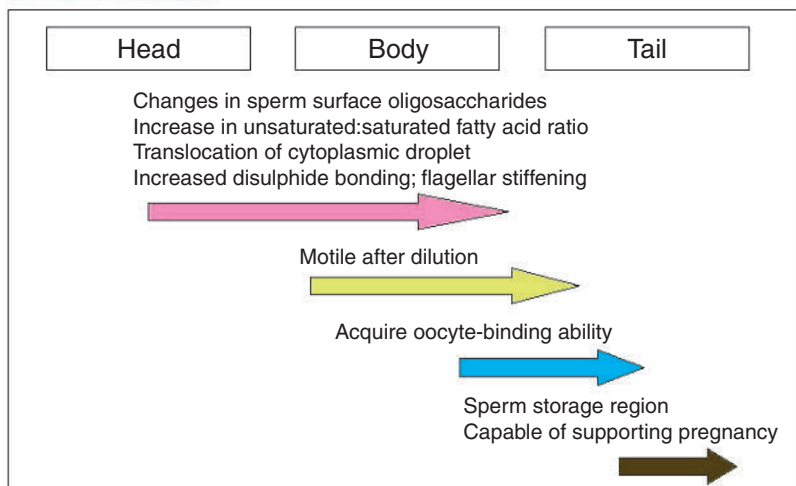 Head Body Tail
Changes in sperm surface oligosaccharides
Increase in unsaturated:saturated fatty acid ratio
Translocation of cytoplasmic droplet
Increased disulphide bonding; flagellar stiffening
Motile after dilution
Acquire oocyte-binding ability
Sperm storage region
Capable of supporting pregnancy